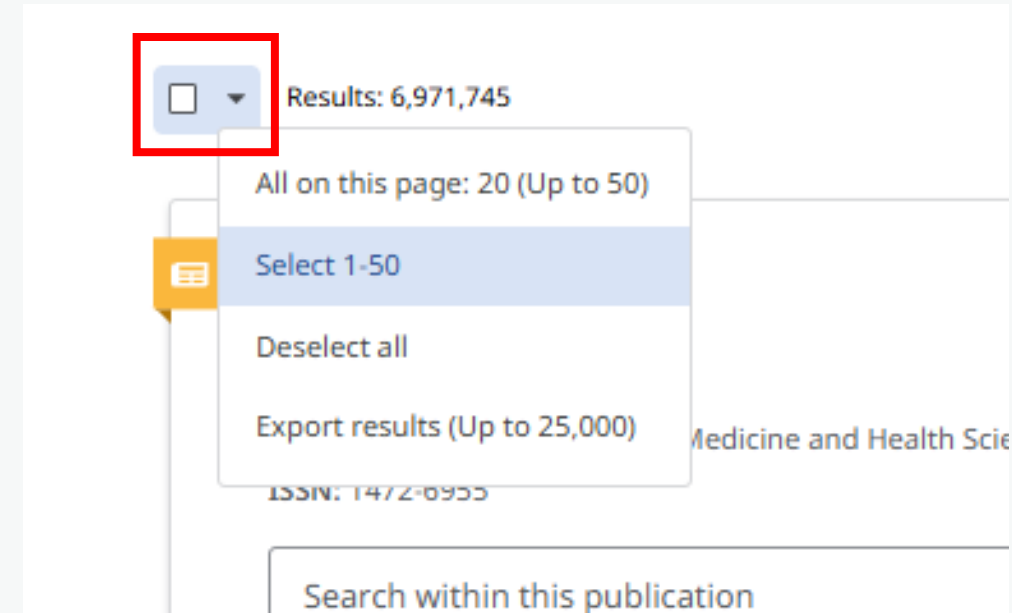 Results: 6,971,745
All on this page: 20 (Up to 50)
Select 1-50
Deselect all
Export results (Up to 25,000)
Medicine and Health Scie
ISSN: 1472-6955
Search within this publication